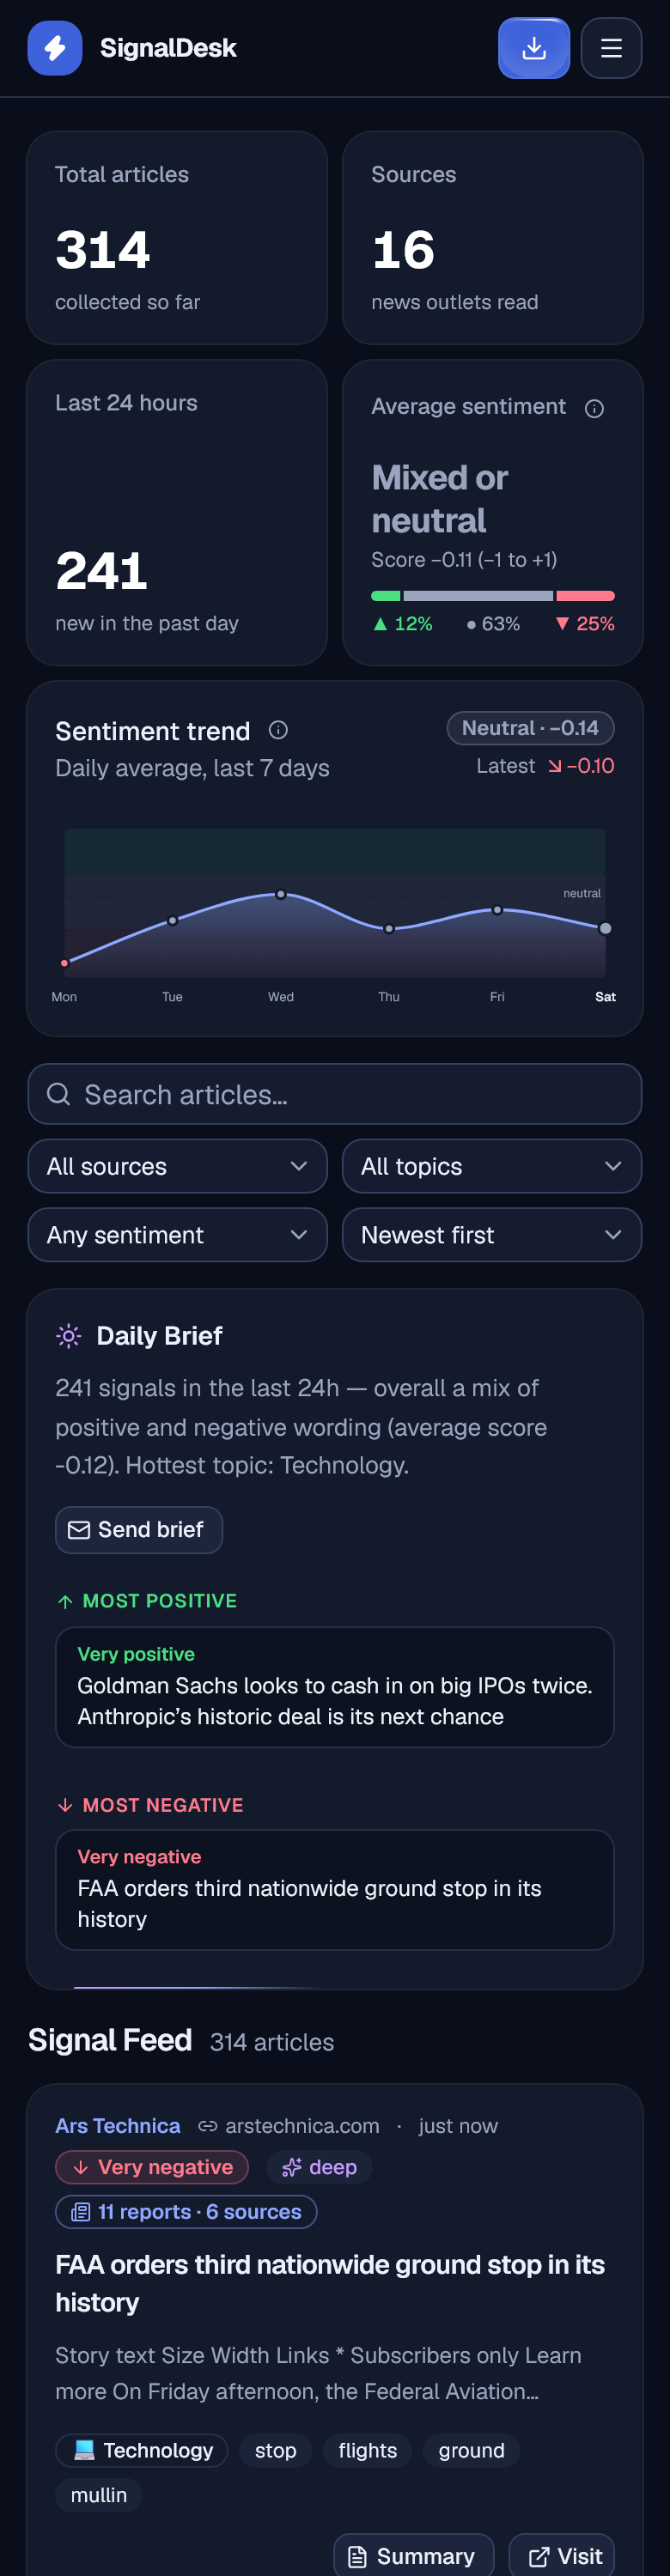 SignalDesk
Total articles
314
collected so far
Sources
16
news outlets read
Last 24 hours
241
new in the past day
Average sentiment
Mixed or
neutral
Score −0.11 (−1 to +1)
▲ 12%
● 63%
▼ 25%
Sentiment trend
Daily average, last 7 days
Neutral · −0.14
Latest ↘ −0.10
neutral
Mon Tue Wed Thu Fri Sat
Search articles...
All sources
All topics
Any sentiment
Newest first
Daily Brief
241 signals in the last 24h — overall a mix of
positive and negative wording (average score
-0.12). Hottest topic: Technology.
Send brief
↑ MOST POSITIVE
Very positive
Goldman Sachs looks to cash in on big IPOs twice.
Anthropic’s historic deal is its next chance
↓ MOST NEGATIVE
Very negative
FAA orders third nationwide ground stop in its
history
Signal Feed 314 articles
Ars Technica arstechnica.com · just now
↓ Very negative deep
11 reports · 6 sources
FAA orders third nationwide ground stop in its
history
Story text Size Width Links * Subscribers only Learn
more On Friday afternoon, the Federal Aviation...
Technology stop flights ground
mullin
Summary Visit